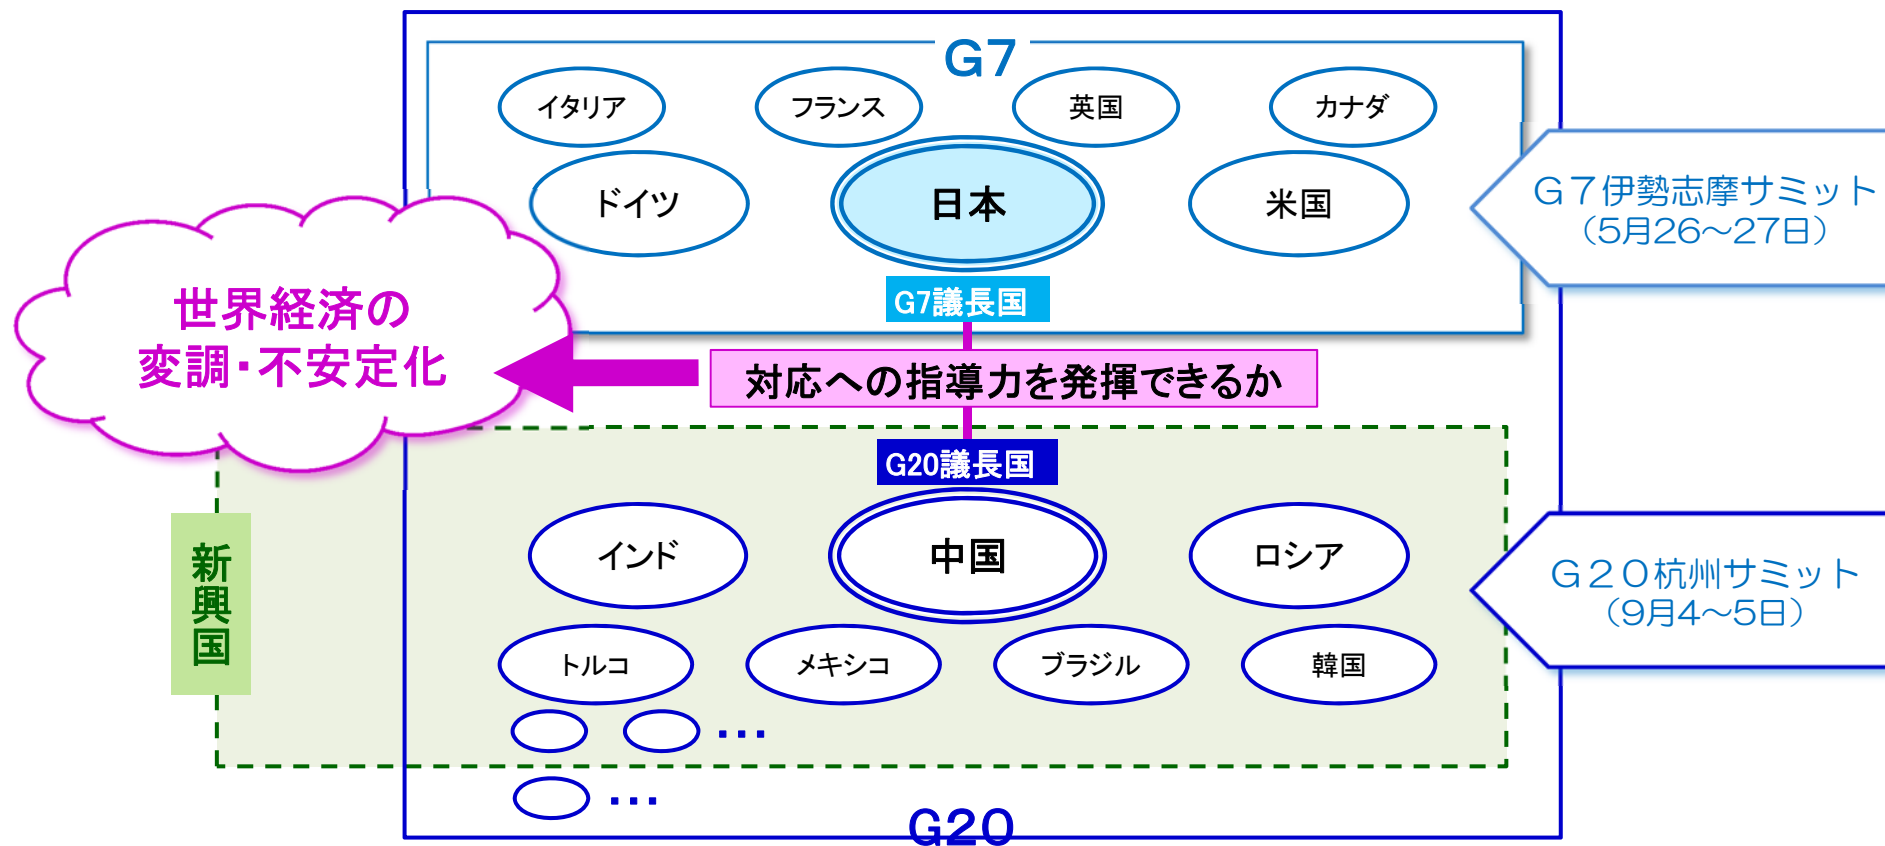 G7
イタリア
フランス
英国
カナダ
ドイツ
日本
米国
G7議長国
G7伊勢志摩サミット
(5月26~27日)
世界経済の
変調・不安定化
対応への指導力を発揮できるか
G20議長国
新興国
インド
中国
ロシア
G20杭州サミット
(9月4~5日)
トルコ
メキシコ
ブラジル
韓国
・・・
・・・
G20